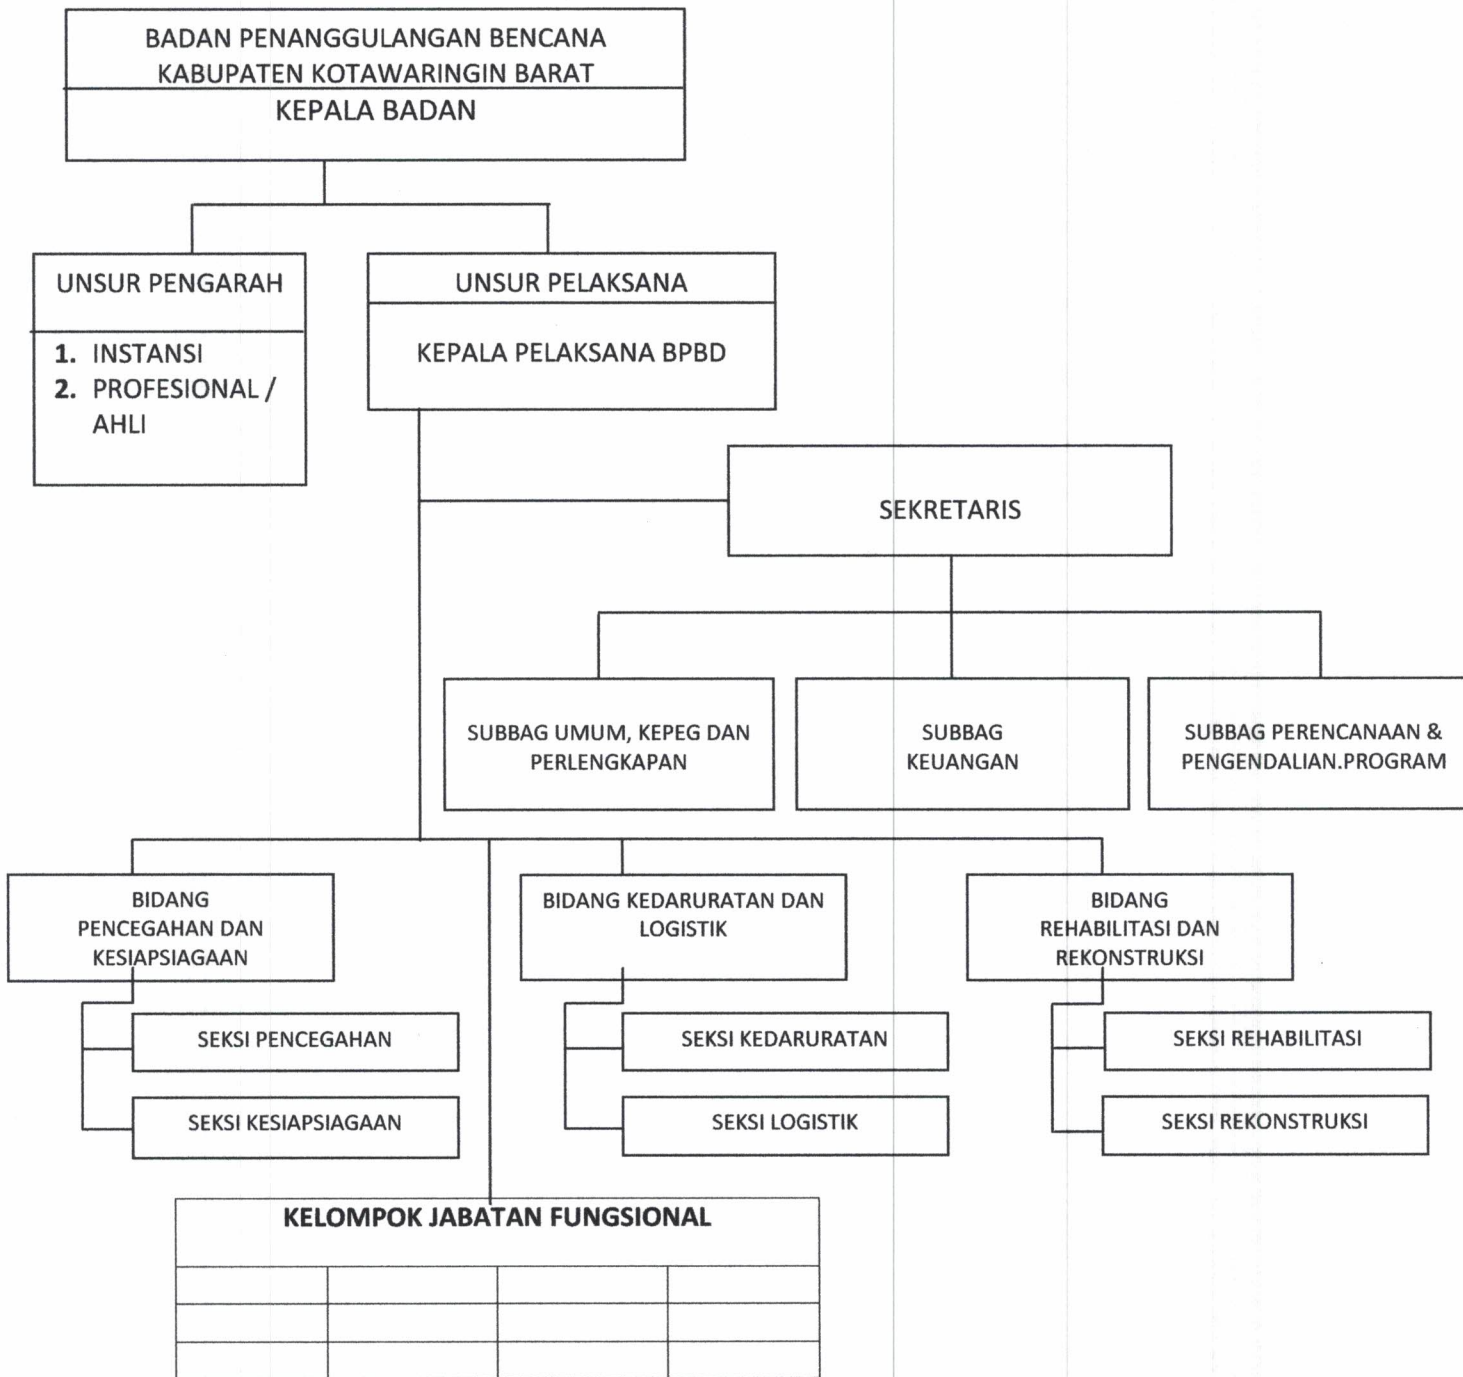 BADAN PENANGGULANGAN BENCANA
KABUPATEN KOTAWARINGIN BARAT
KEPALA BADAN
UNSUR PENGARAH
1. INSTANSI
2. PROFESIONAL /
AHLI
UNSUR PELAKSANA
KEPALA PELAKSANA BPBD
SEKRETARIS
SUBBAG UMUM, KEPEG DAN
PERLENGKAPAN
SUBBAG
KEUANGAN
SUBBAG PERENCANAAN &
PENGENDALIAN.PROGRAM
BIDANG
PENCEGAHAN DAN
KESIAPSIAGAAN
SEKSI PENCEGAHAN
SEKSI KESIAPSIAGAAN
BIDANG KEDARURATAN DAN
LOGISTIK
SEKSI KEDARURATAN
SEKSI LOGISTIK
BIDANG
REHABILITASI DAN
REKONSTRUKSI
SEKSI REHABILITASI
SEKSI REKONSTRUKSI
KELOMPOK JABATAN FUNGSIONAL